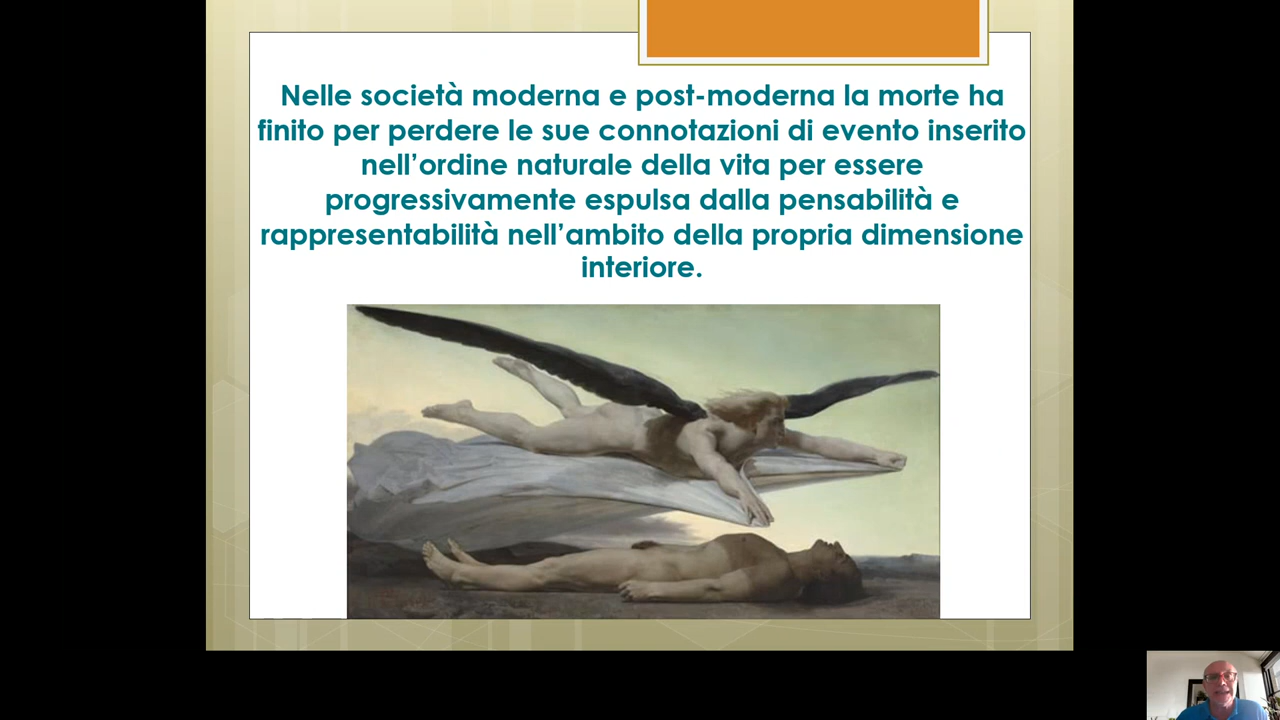 Nelle società moderna e post-moderna la morte ha
finito per perdere le sue connotazioni di evento inserito
nell’ordine naturale della vita per essere
progressivamente espulsa dalla pensabilità e
rappresentabilità nell’ambito della propria dimensione
interiore.